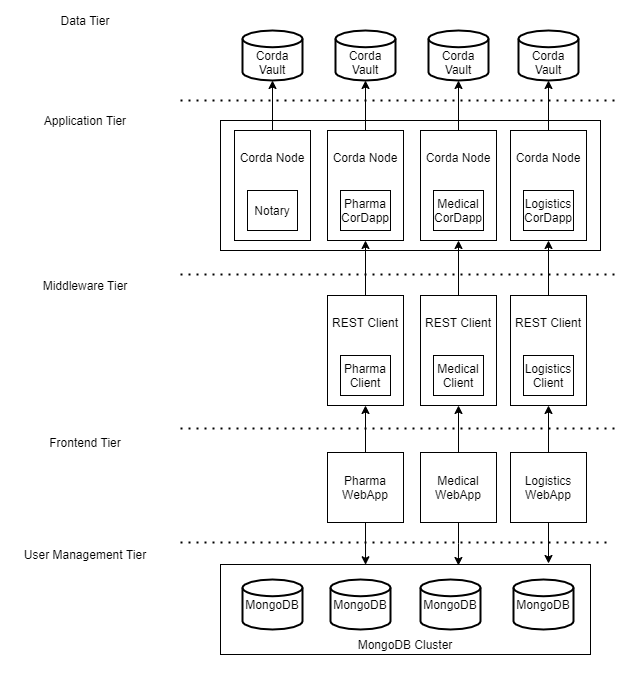 Data Tier
Corda
Vault
Corda
Vault
Corda
Vault
Corda
Vault
Application Tier
Corda Node
Corda Node
Corda Node
Corda Node
Notary
Pharma
CorDapp
Medical
CorDapp
Logistics
CorDapp
Middleware Tier
REST Client
REST Client
REST Client
Pharma
Client
Medical
Client
Logistics
Client
Frontend Tier
Pharma
WebApp
Medical
WebApp
Logistics
WebApp
User Management Tier
MongoDB
MongoDB
MongoDB
MongoDB
MongoDB Cluster